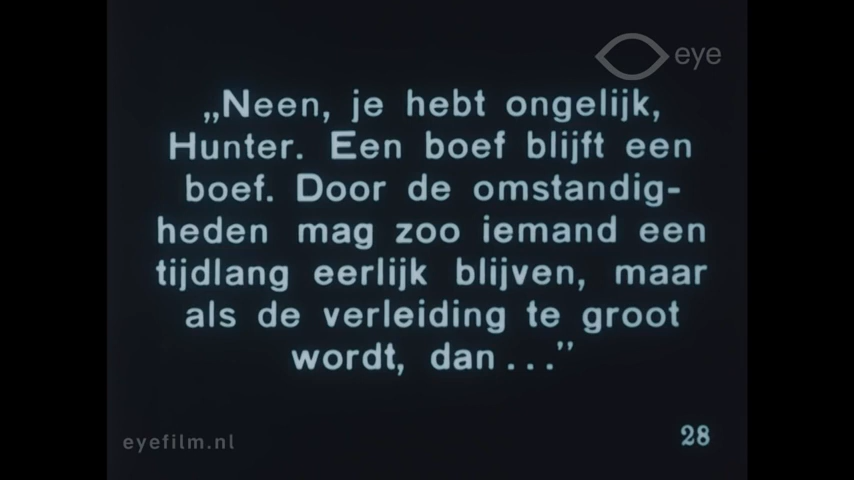 eye
„Neen, je hebt ongelijk,
Hunter. Een boef blijft een
boef. Door de omstandig-
heden mag zoo iemand een
tijdlang eerlijk blijven, maar
als de verleiding te groot
wordt, dan..."
28
eyefilm.nl